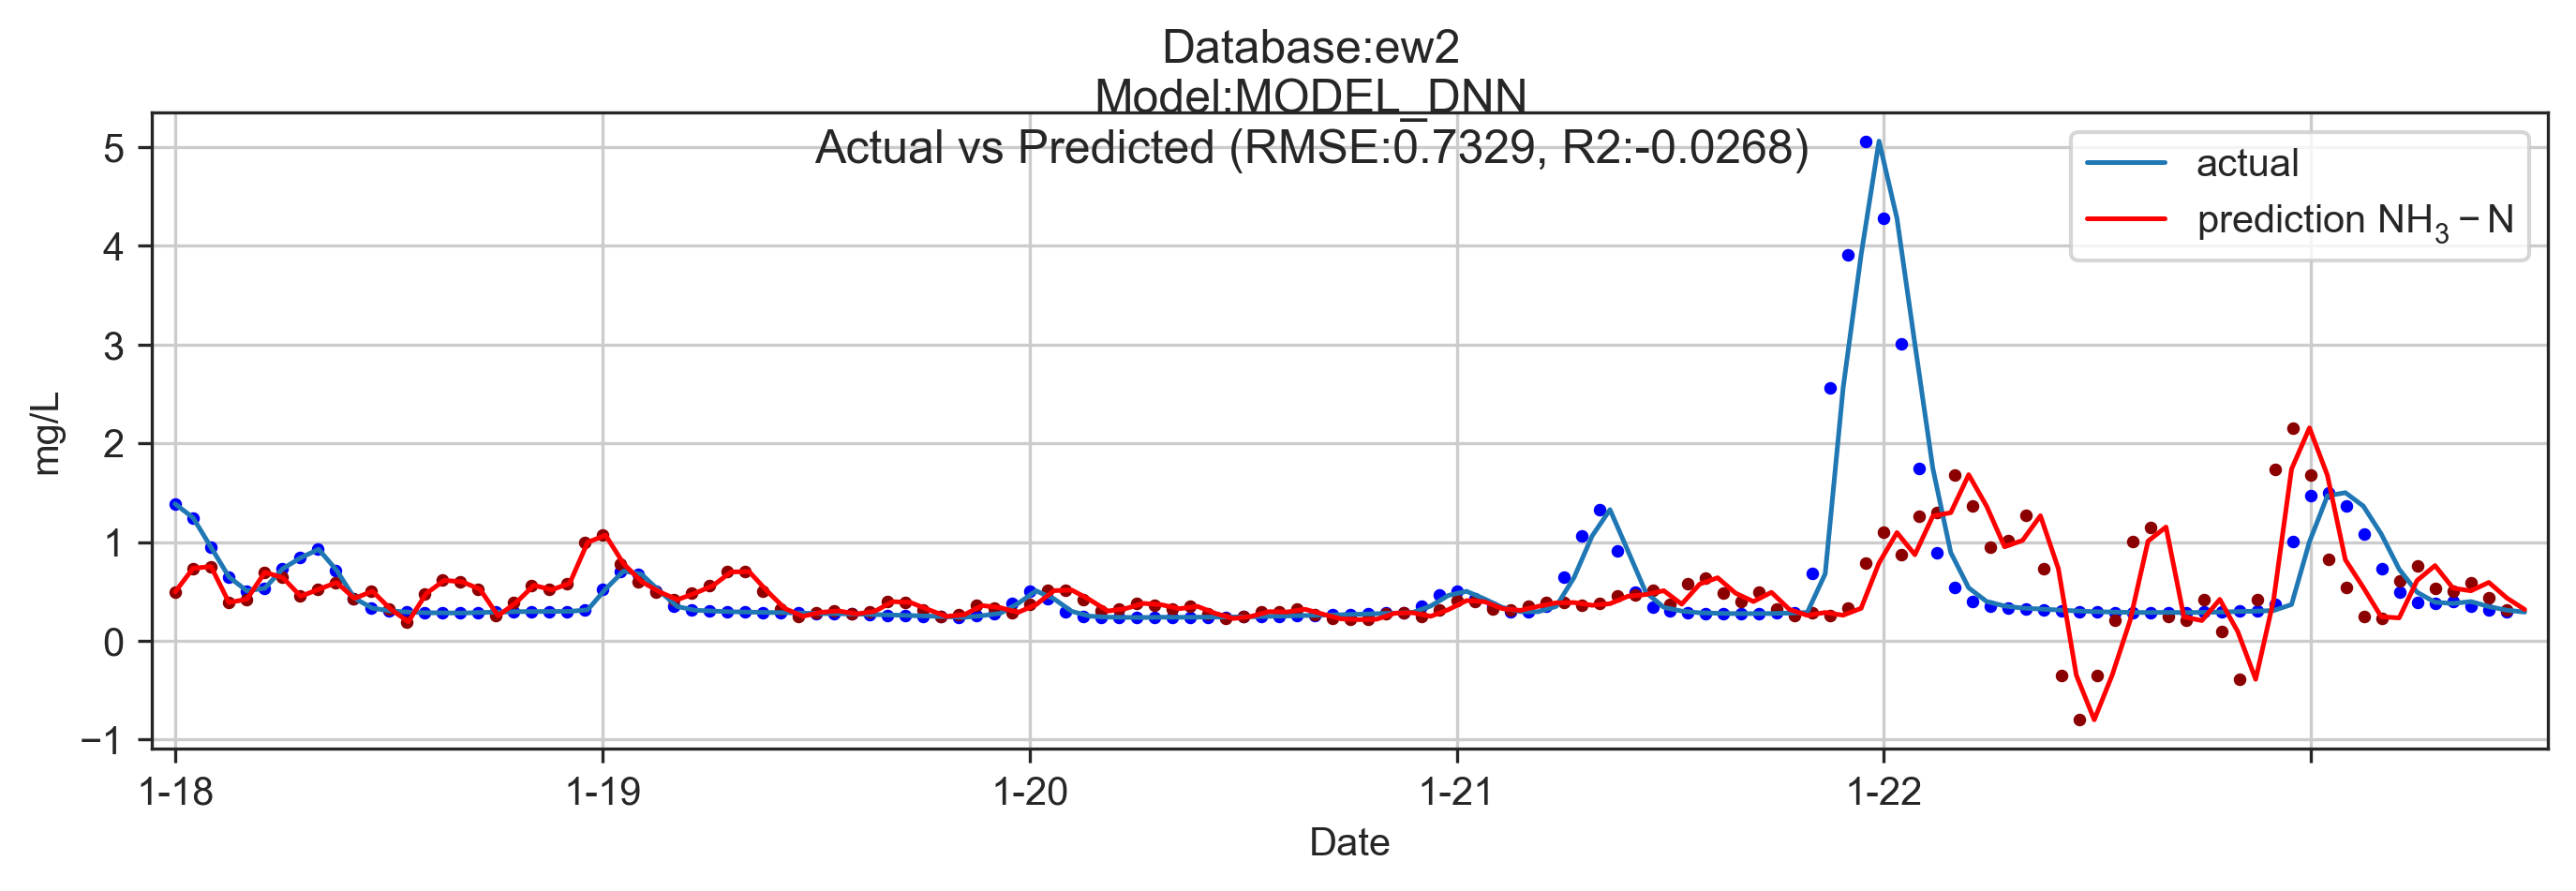 Database:ew2
Model:MODEL_DNN
Actual vs Predicted (RMSE:0.7329, R2:-0.0268)
actual
prediction NH₃ − N
5
4
3
2
1
0
−1
mg/L
1-18
1-19
1-20
1-21
1-22
Date